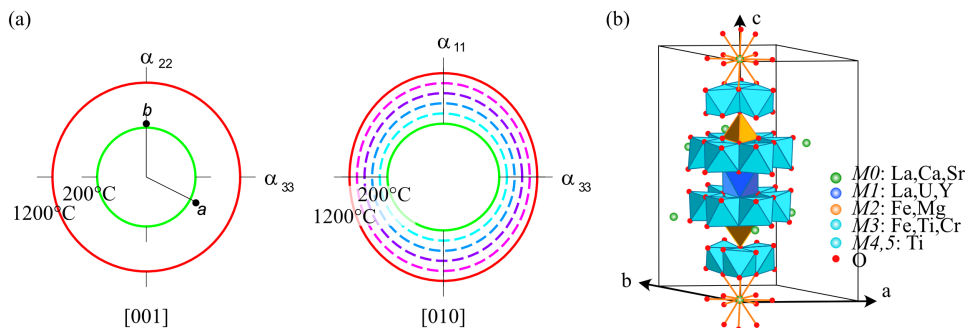 (a)
α 22
b
α 33
a
200°C
1200°C
[001]
α 11
α 33
200°C
1200°C
[010]
(b)
c
b
a
M0: La,Ca,Sr
M1: La,U,Y
M2: Fe,Mg
M3: Fe,Ti,Cr
M4,5: Ti
O